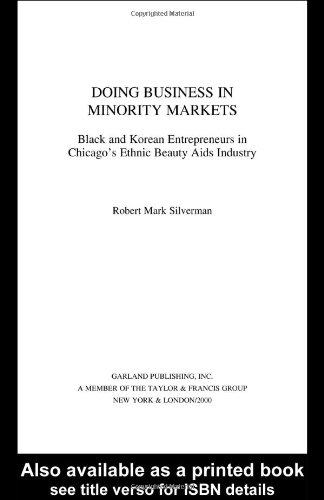 DOING BUSINESS IN
MINORITY MARKETS
Black and Korean Entrepreneurs in
Chicago's Ethnic Beauty Aids Industry
Robert Mark Silverman
GARLAND PUBLISHING, INC.
A MEMBER OF THE TAYLOR & FRANCIS GROUP
NEW YORK & LONDON/2000
Also available as a printed book
see title verso for ISBN details